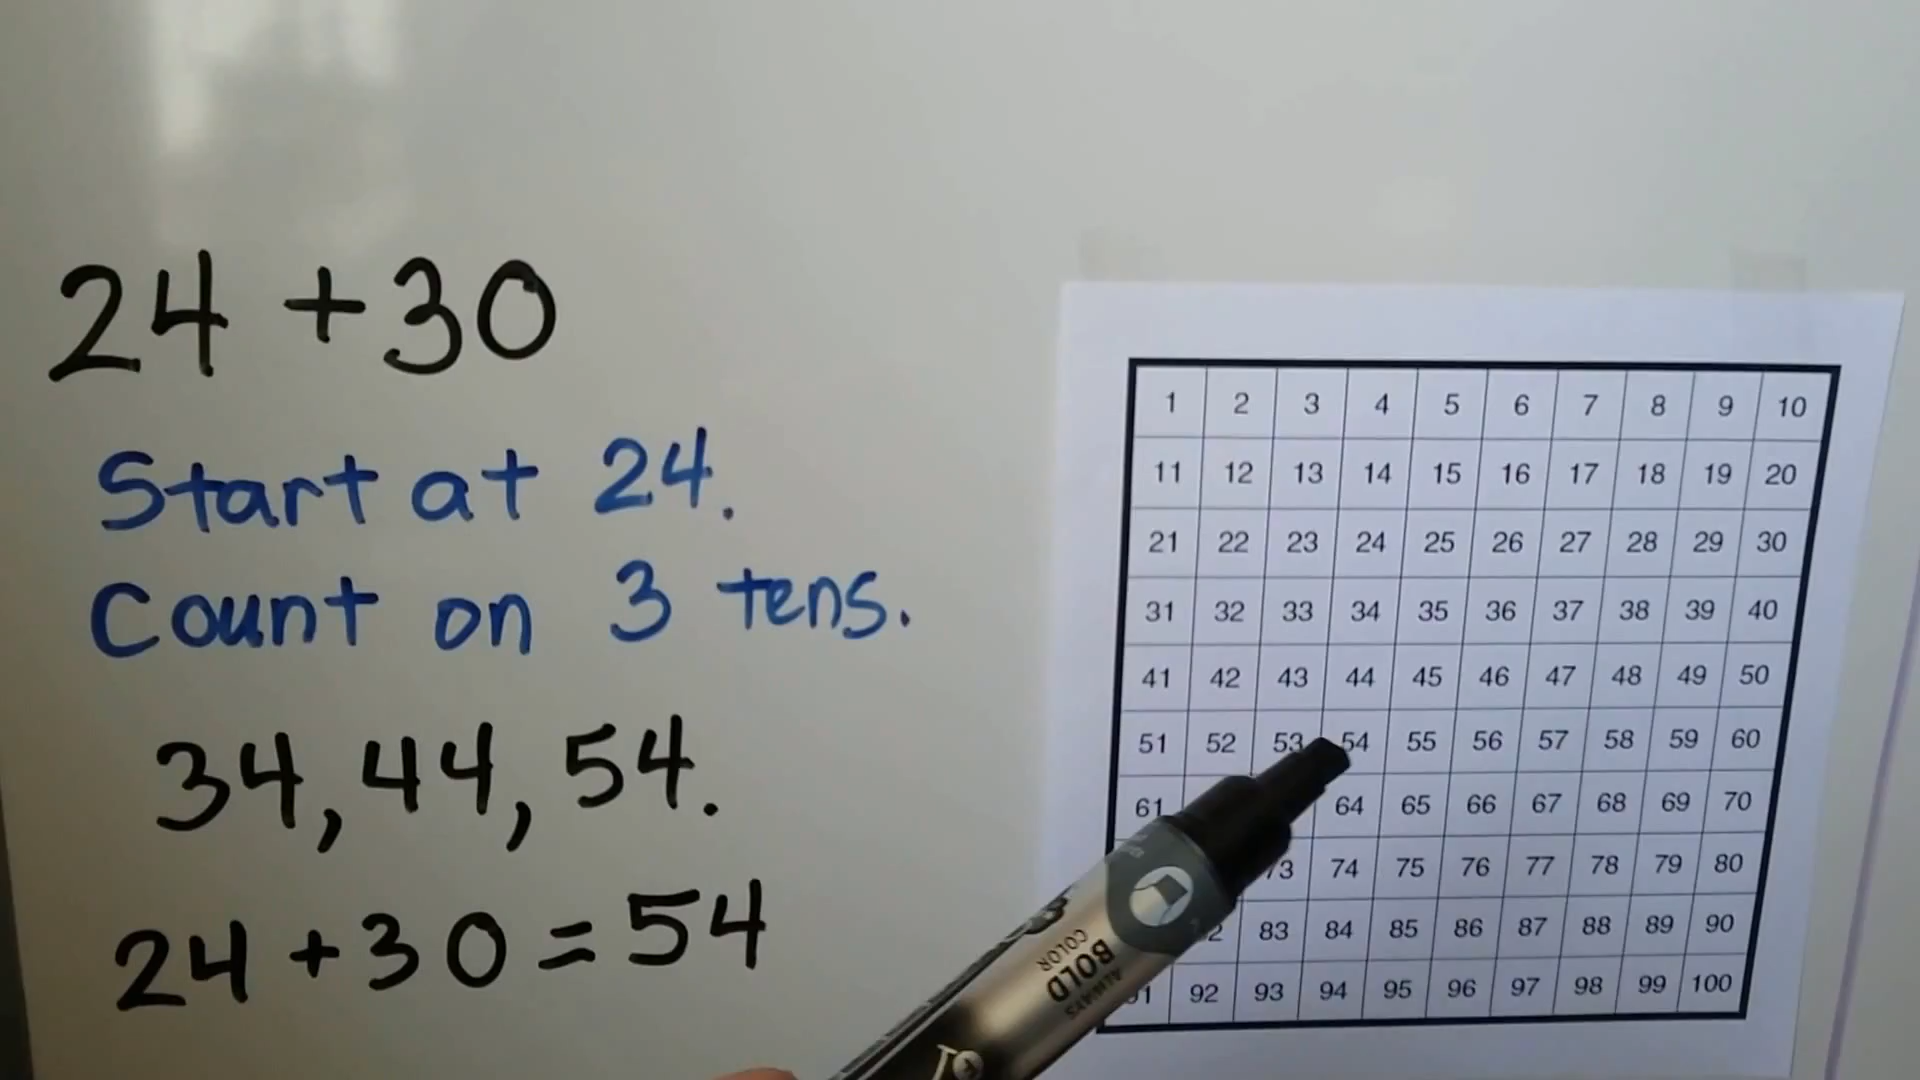 24 + 30
Start at 24.
Count on 3 tens.
34, 44, 54.
24 + 30 = 54
1 2 3 4 5 6 7 8 9 10
11 12 13 14 15 16 17 18 19 20
21 22 23 24 25 26 27 28 29 30
31 32 33 34 35 36 37 38 39 40
41 42 43 44 45 46 47 48 49 50
51 52 53 54 55 56 57 58 59 60
61 64 65 66 67 68 69 70
73 74 75 76 77 78 79 80
83 84 85 86 87 88 89 90
92 93 94 95 96 97 98 99 100
ALWAYS
BOLD
COLOR